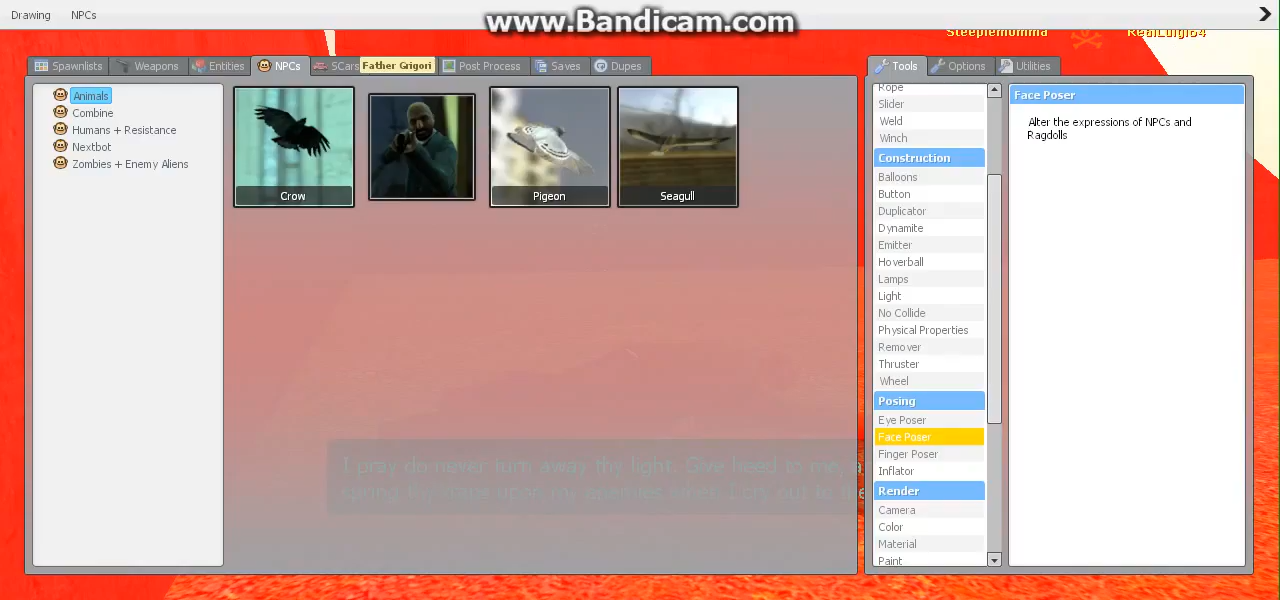 Drawing NPCs
www.Bandicam.com
Steeplemumma RealLuigi64
Spawnlists Weapons Entities NPCs SCars Father Grigori Post Process Saves Dupes
Tools Options Utilities
Animals
Combine
Humans + Resistance
Nextbot
Zombies + Enemy Aliens
Crow
Pigeon
Seagull
I pray do never turn away thy light. Give heed to me,
Rope
Slider
Weld
Winch
Construction
Balloons
Button
Duplicator
Dynamite
Emitter
Hoverball
Lamps
Light
No Collide
Physical Properties
Remover
Thruster
Wheel
Posing
Eye Poser
Face Poser
Finger Poser
Inflator
Render
Camera
Color
Material
Paint
Face Poser
Alter the expressions of NPCs and
Ragdolls